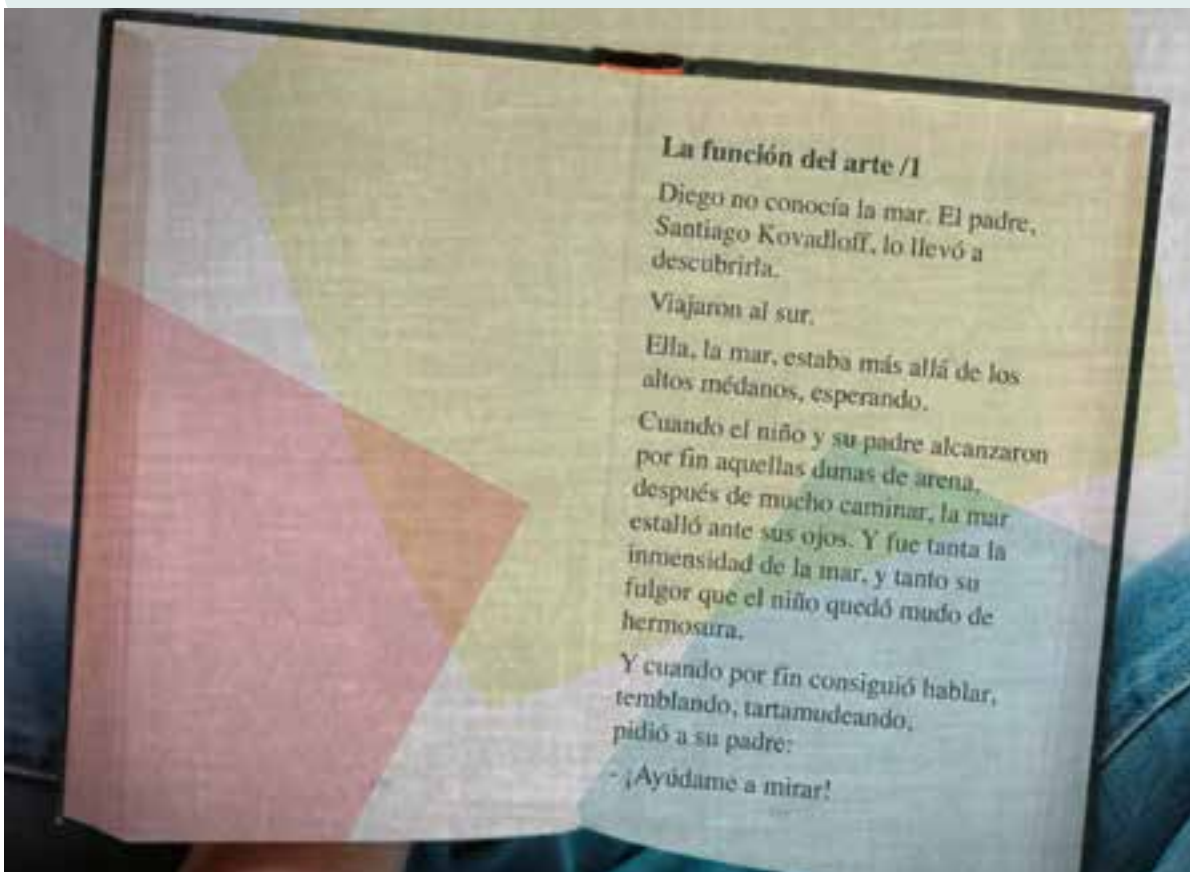 La función del arte /1
Diego no conocía la mar. El padre,
Santiago Kovadloff, lo llevó a
descubrirla.
Viajaron al sur.
Ella, la mar, estaba más allá de los
altos médanos, esperando.
Cuando el niño y su padre alcanzaron
por fin aquellas dunas de arena,
después de mucho caminar, la mar
estalló ante sus ojos. Y fue tanta la
inmensidad de la mar, y tanto su
fulgor que el niño quedó mudo de
hermosura.
Y cuando por fin consiguió hablar,
temblando, tartamudeando,
pidió a su padre:
- ¡Ayúdame a mirar!